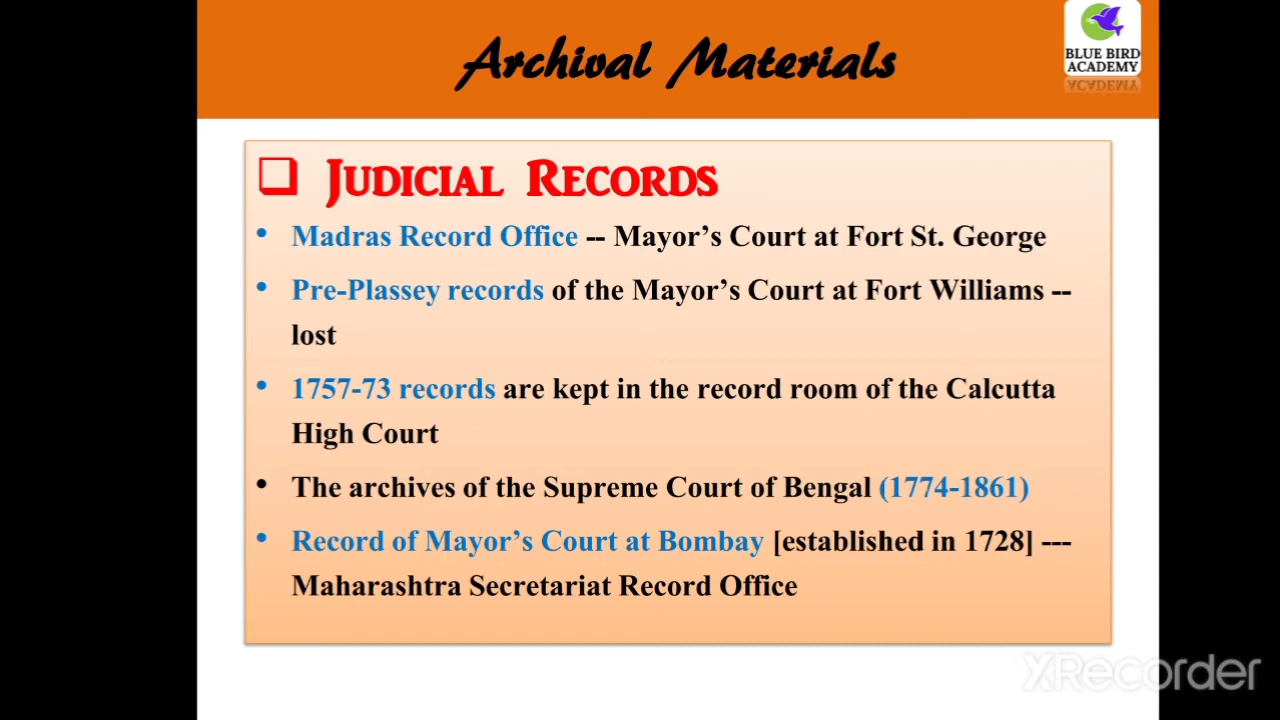 Archival Materials
BLUE BIRD
ACADEMY
❑ JUDICIAL RECORDS
• Madras Record Office -- Mayor’s Court at Fort St. George
• Pre-Plassey records of the Mayor’s Court at Fort Williams --
lost
• 1757-73 records are kept in the record room of the Calcutta
High Court
• The archives of the Supreme Court of Bengal (1774-1861)
• Record of Mayor’s Court at Bombay [established in 1728] ---
Maharashtra Secretariat Record Office
XRecorder